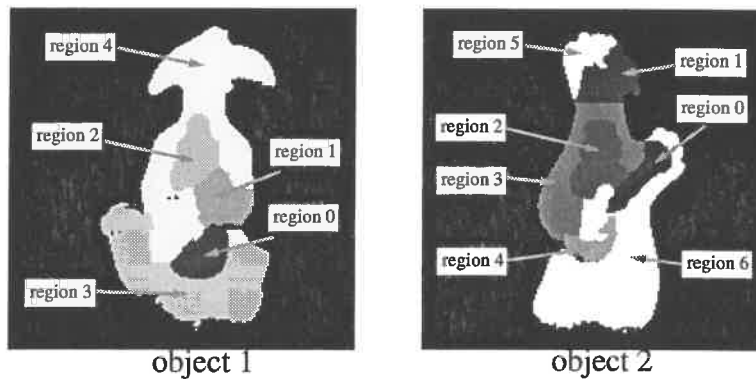 region 4
region 2
region 1
region 0
region 3
object 1
region 5
region 1
region 0
region 2
region 3
region 4
region 6
object 2